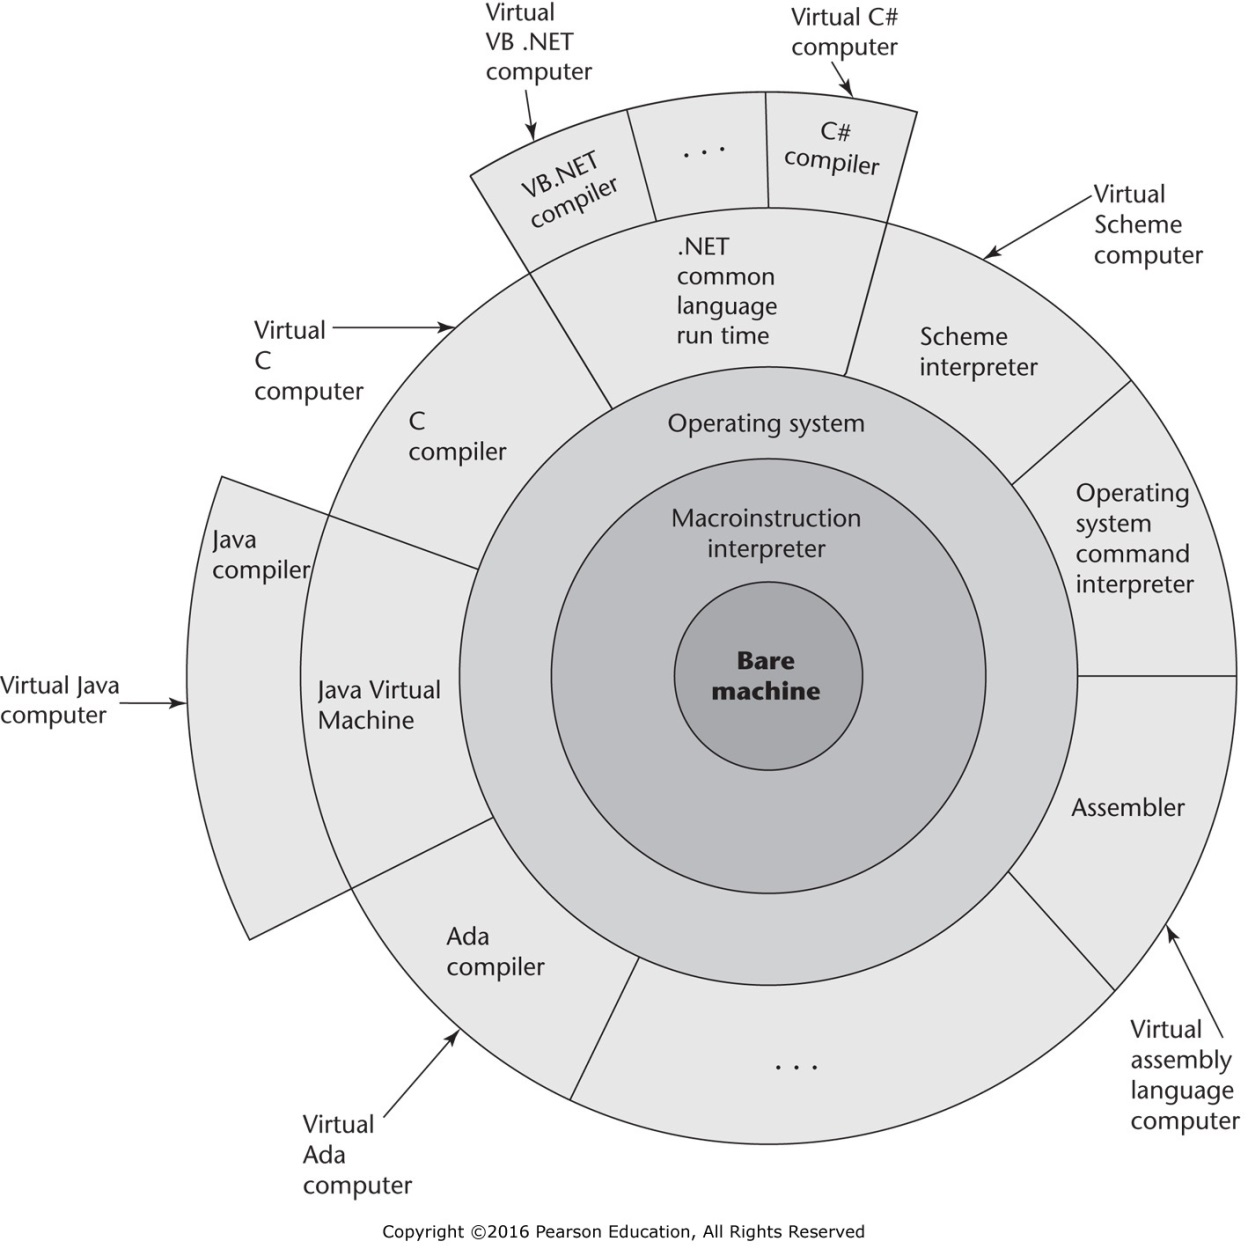 Virtual
VB .NET
computer
Virtual C#
computer
VB.NET
compiler
. . .
C#
compiler
Virtual
Scheme
computer
.NET
common
language
run time
Virtual
C
computer
Scheme
interpreter
C
compiler
Operating system
Operating
system
command
interpreter
Macroinstruction
interpreter
Java
compiler
Bare
machine
Virtual Java
computer
Java Virtual
Machine
Assembler
Ada
compiler
. . .
Virtual
assembly
language
computer
Virtual
Ada
computer
Copyright ©2016 Pearson Education, All Rights Reserved